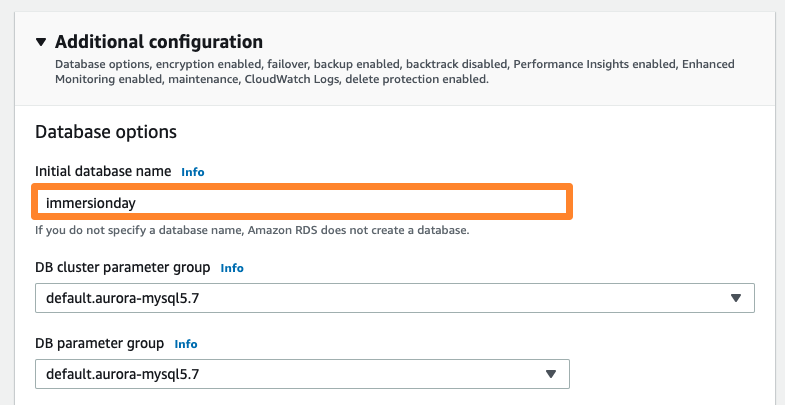 Additional configuration
Database options, encryption enabled, failover, backup enabled, backtrack disabled, Performance Insights enabled, Enhanced
Monitoring enabled, maintenance, CloudWatch Logs, delete protection enabled.
Database options
Initial database name Info
immersionday
If you do not specify a database name, Amazon RDS does not create a database.
DB cluster parameter group Info
default.aurora-mysql5.7
DB parameter group Info
default.aurora-mysql5.7